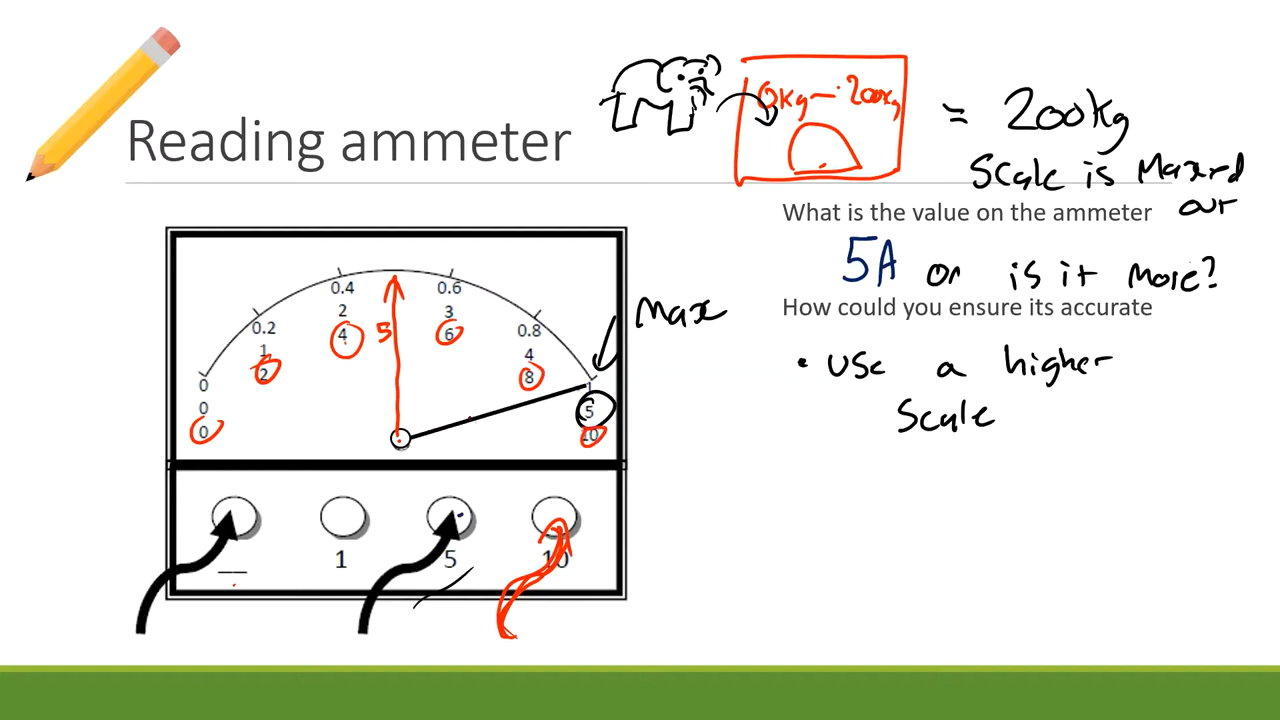 0kg — 200kg
= 200kg
Reading ammeter
Scale is Maxed
out
What is the value on the ammeter
5A or is it more?
How could you ensure its accurate
• Use a higher
Scale
Max
0.4 0.6
2 3
4 5 6
0.2 0.8
1 4
2 8
0 1
0 5
0 10
— 1 5 10